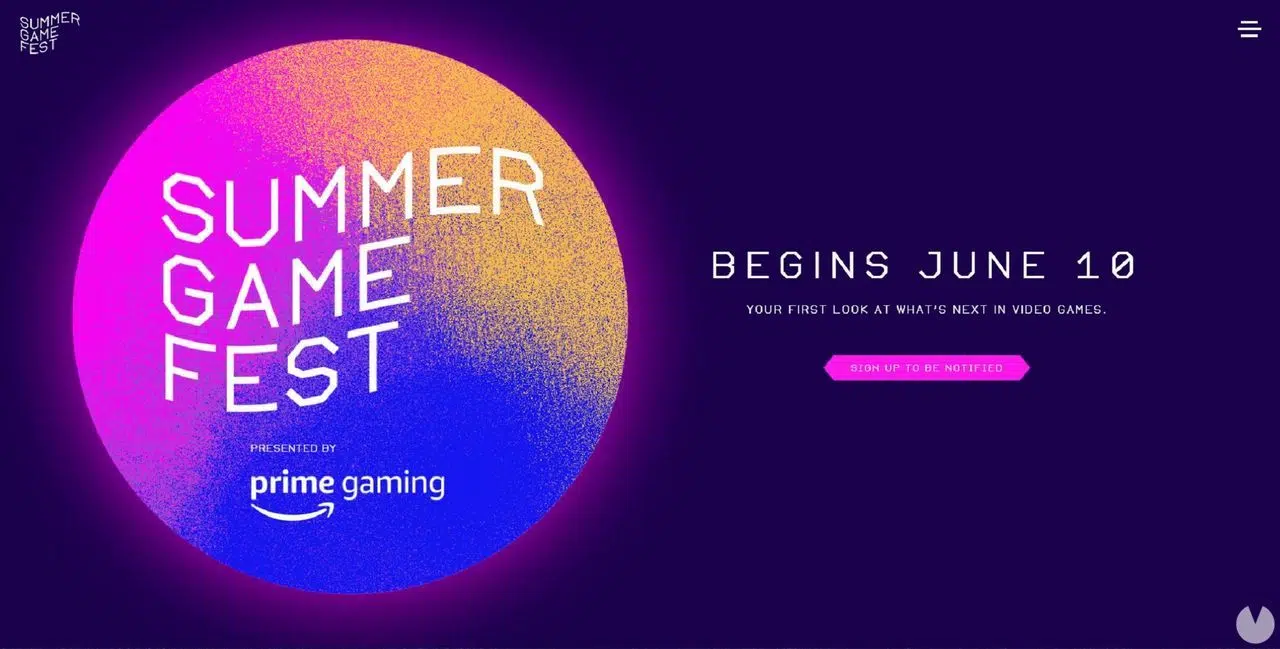 SUMMER
GAME
FEST
SUMMER
GAME
FEST
PRESENTED BY
prime gaming
BEGINS JUNE 10
YOUR FIRST LOOK AT WHAT'S NEXT IN VIDEO GAMES.
SIGN UP TO BE NOTIFIED